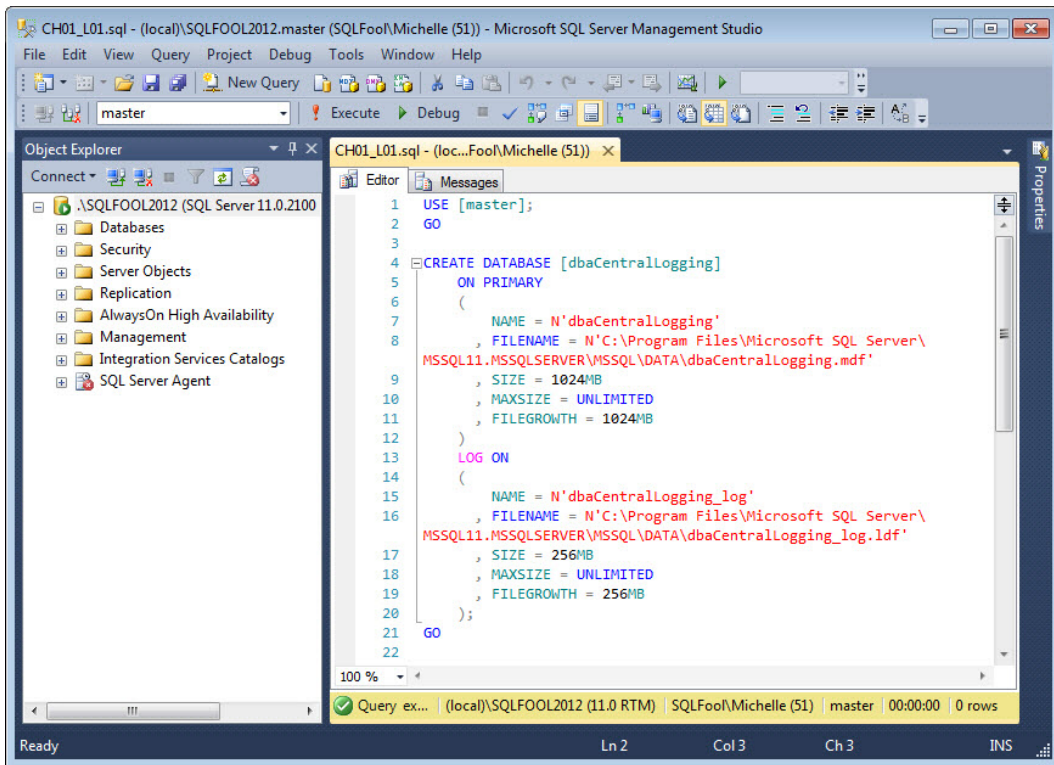 CH01_L01.sql - (local)\SQLFOOL2012.master (SQLFool\Michelle (51)) - Microsoft SQL Server Management Studio
File Edit View Query Project Debug Tools Window Help
New Query
master
Execute Debug
Object Explorer
Connect
.\SQLFOOL2012 (SQL Server 11.0.2100
Databases
Security
Server Objects
Replication
AlwaysOn High Availability
Management
Integration Services Catalogs
SQL Server Agent
CH01_L01.sql - (loc...Fool\Michelle (51))
Editor Messages
1 USE [master];
2 GO
3
4 CREATE DATABASE [dbaCentralLogging]
5 ON PRIMARY
6 (
7 NAME = N'dbaCentralLogging'
8 , FILENAME = N'C:\Program Files\Microsoft SQL Server\
MSSQL11.MSSQLSERVER\MSSQL\DATA\dbaCentralLogging.mdf'
9 , SIZE = 1024MB
10 , MAXSIZE = UNLIMITED
11 , FILEGROWTH = 1024MB
12 )
13 LOG ON
14 (
15 NAME = N'dbaCentralLogging_log'
16 , FILENAME = N'C:\Program Files\Microsoft SQL Server\
MSSQL11.MSSQLSERVER\MSSQL\DATA\dbaCentralLogging_log.ldf'
17 , SIZE = 256MB
18 , MAXSIZE = UNLIMITED
19 , FILEGROWTH = 256MB
20 );
21 GO
22
100 %
Query ex... (local)\SQLFOOL2012 (11.0 RTM) SQLFool\Michelle (51) master 00:00:00 0 rows
Properties
Ready Ln 2 Col 3 Ch 3 INS